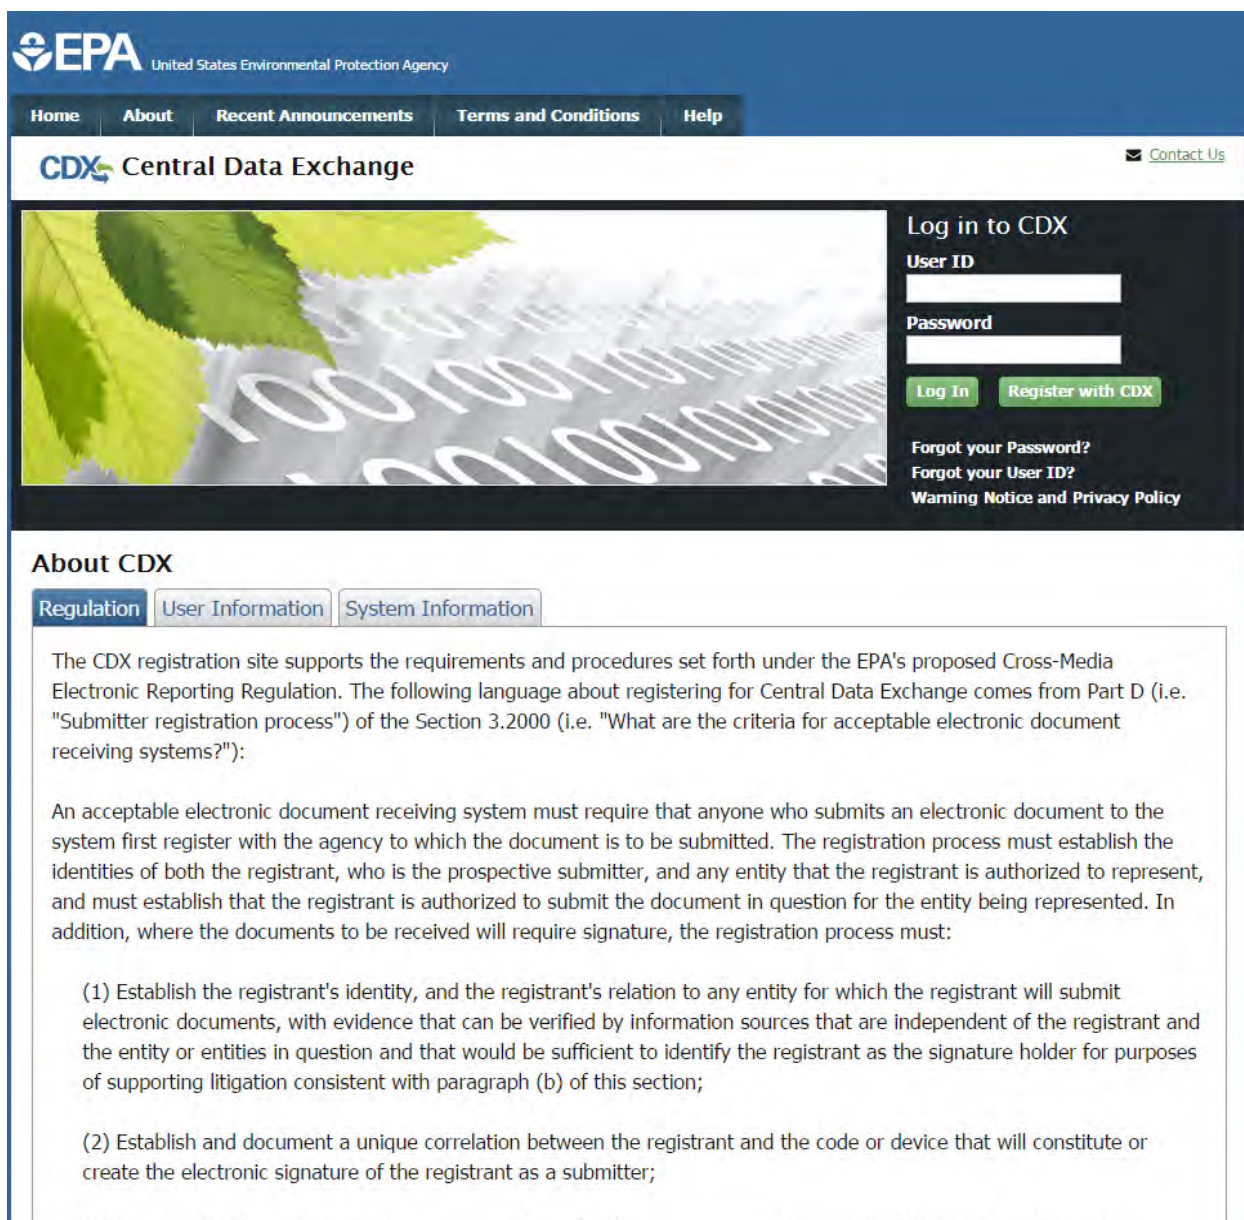 EPA United States Environmental Protection Agency
Home About Recent Announcements Terms and Conditions Help
CDX Central Data Exchange
Contact Us
Log in to CDX
User ID
Password
Log In Register with CDX
Forgot your Password?
Forgot your User ID?
Warning Notice and Privacy Policy
About CDX
Regulation User Information System Information
The CDX registration site supports the requirements and procedures set forth under the EPA's proposed Cross-Media
Electronic Reporting Regulation. The following language about registering for Central Data Exchange comes from Part D (i.e.
"Submitter registration process") of the Section 3.2000 (i.e. "What are the criteria for acceptable electronic document
receiving systems?"):
An acceptable electronic document receiving system must require that anyone who submits an electronic document to the
system first register with the agency to which the document is to be submitted. The registration process must establish the
identities of both the registrant, who is the prospective submitter, and any entity that the registrant is authorized to represent,
and must establish that the registrant is authorized to submit the document in question for the entity being represented. In
addition, where the documents to be received will require signature, the registration process must:
(1) Establish the registrant's identity, and the registrant's relation to any entity for which the registrant will submit
electronic documents, with evidence that can be verified by information sources that are independent of the registrant and
the entity or entities in question and that would be sufficient to identify the registrant as the signature holder for purposes
of supporting litigation consistent with paragraph (b) of this section;
(2) Establish and document a unique correlation between the registrant and the code or device that will constitute or
create the electronic signature of the registrant as a submitter;